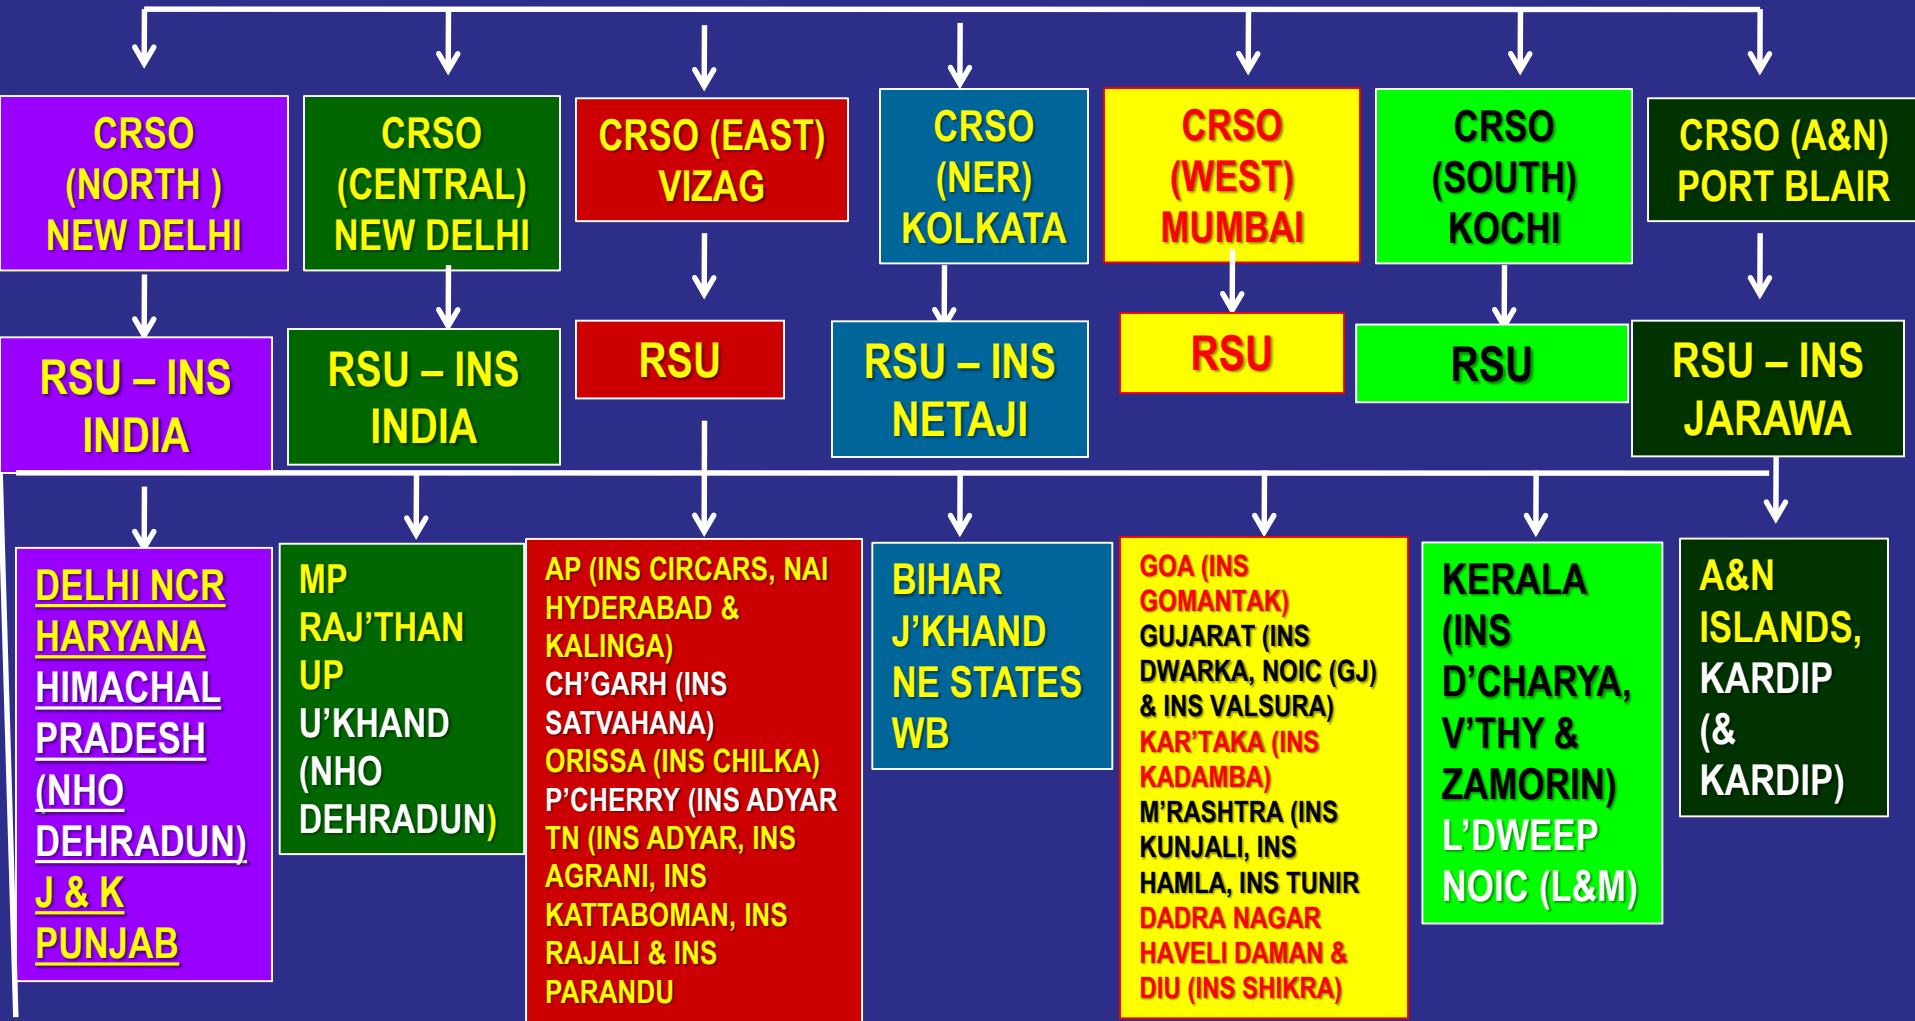 CRSO
(NORTH )
NEW DELHI
CRSO
(CENTRAL)
NEW DELHI
CRSO (EAST)
VIZAG
CRSO
(NER)
KOLKATA
CRSO
(WEST)
MUMBAI
CRSO
(SOUTH)
KOCHI
CRSO (A&N)
PORT BLAIR
RSU – INS
INDIA
RSU – INS
INDIA
RSU
RSU – INS
NETAJI
RSU
RSU
RSU – INS
JARAWA
DELHI NCR
HARYANA
HIMACHAL
PRADESH
(NHO
DEHRADUN)
J & K
PUNJAB
MP
RAJ’THAN
UP
U’KHAND
(NHO
DEHRADUN)
AP (INS CIRCARS, NAI
HYDERABAD &
KALINGA)
CH’GARH (INS
SATVAHANA)
ORISSA (INS CHILKA)
P’CHERRY (INS ADYAR
TN (INS ADYAR, INS
AGRANI, INS
KATTABOMAN, INS
RAJALI & INS
PARANDU
BIHAR
J’KHAND
NE STATES
WB
GOA (INS
GOMANTAK)
GUJARAT (INS
DWARKA, NOIC (GJ)
& INS VALSURA)
KAR’TAKA (INS
KADAMBA)
M’RASHTRA (INS
KUNJALI, INS
HAMLA, INS TUNIR
DADRA NAGAR
HAVELI DAMAN &
DIU (INS SHIKRA)
KERALA
(INS
D’CHARYA,
V’THY &
ZAMORIN)
L’DWEEP
NOIC (L&M)
A&N
ISLANDS,
KARDIP
(&
KARDIP)